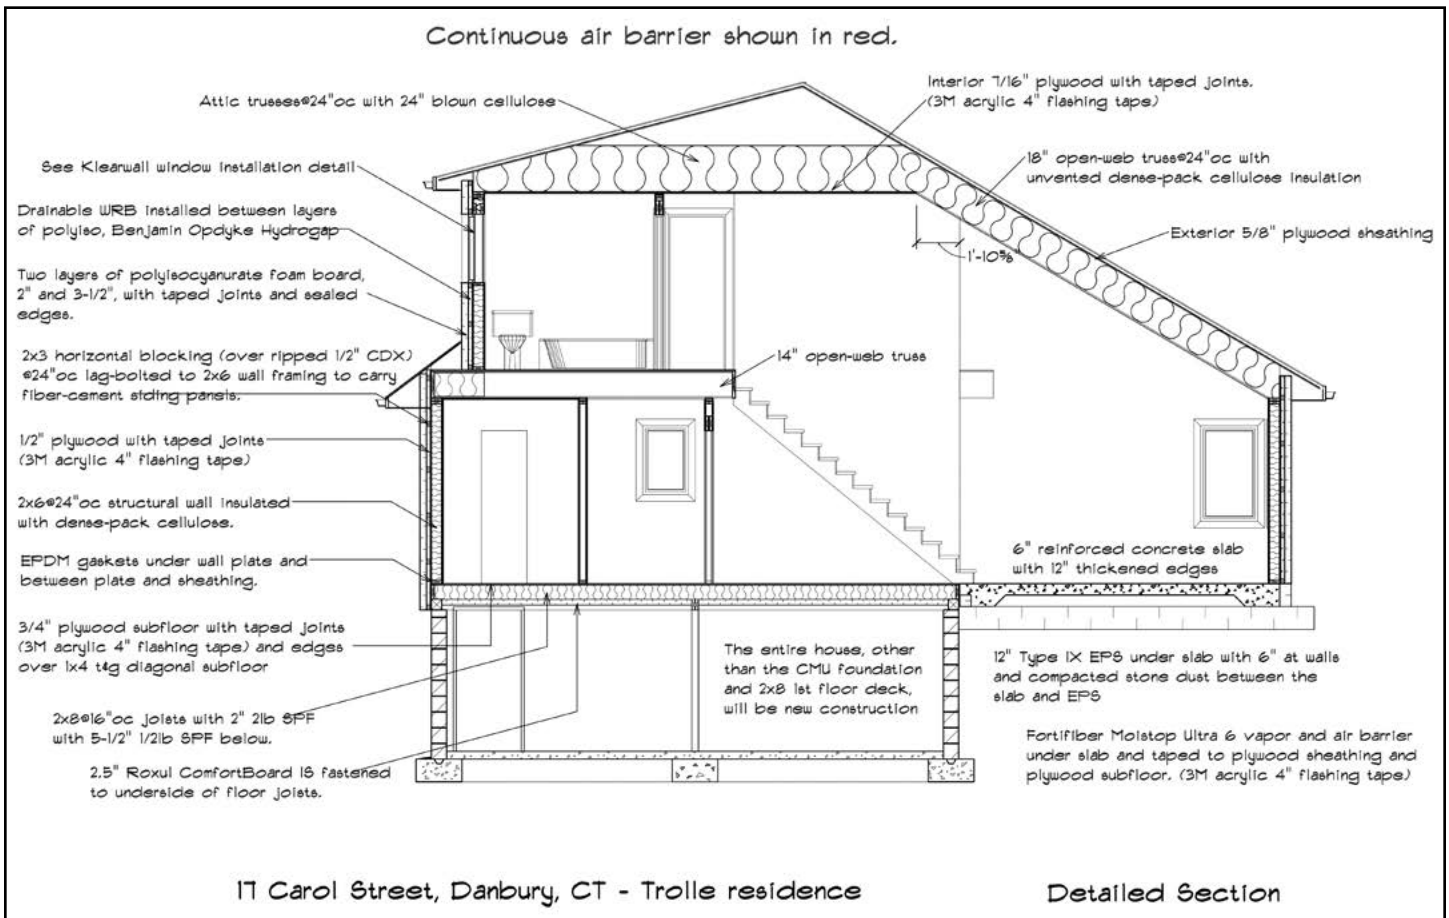 Continuous air barrier shown in red.
Attic trusses@24"oc with 24" blown cellulose
Interior 7/16" plywood with taped joints.
(3M acrylic 4" flashing tape)
See Klearwall window installation detail
18" open-web truss@24"oc with
unvented dense-pack cellulose insulation
Drainable WRB installed between layers
of polyiso, Benjamin Opdyke Hydrogap
Exterior 5/8" plywood sheathing
1'-10⅝"
Two layers of polyisocyanurate foam board,
2" and 3-1/2", with taped joints and sealed
edges.
2x3 horizontal blocking (over ripped 1/2" CDX)
@24"oc lag-bolted to 2x6 wall framing to carry
fiber-cement siding panels.
14" open-web truss
1/2" plywood with taped joints
(3M acrylic 4" flashing tape)
2x6@24"oc structural wall insulated
with dense-pack cellulose.
EPDM gaskets under wall plate and
between plate and sheathing.
6" reinforced concrete slab
with 12" thickened edges
3/4" plywood subfloor with taped joints
(3M acrylic 4" flashing tape) and edges
over 1x4 t&g diagonal subfloor
The entire house, other
than the CMU foundation
and 2x8 1st floor deck,
will be new construction
12" Type IX EPS under slab with 6" at walls
and compacted stone dust between the
slab and EPS
2x8@16"oc joists with 2" 2lb SPF
with 5-1/2" 1/2lb SPF below.
Fortifiber Moistop Ultra 6 vapor and air barrier
under slab and taped to plywood sheathing and
plywood subfloor. (3M acrylic 4" flashing tape)
2.5" Roxul ComfortBoard IS fastened
to underside of floor joists.
17 Carol Street, Danbury, CT - Trolle residence
Detailed Section